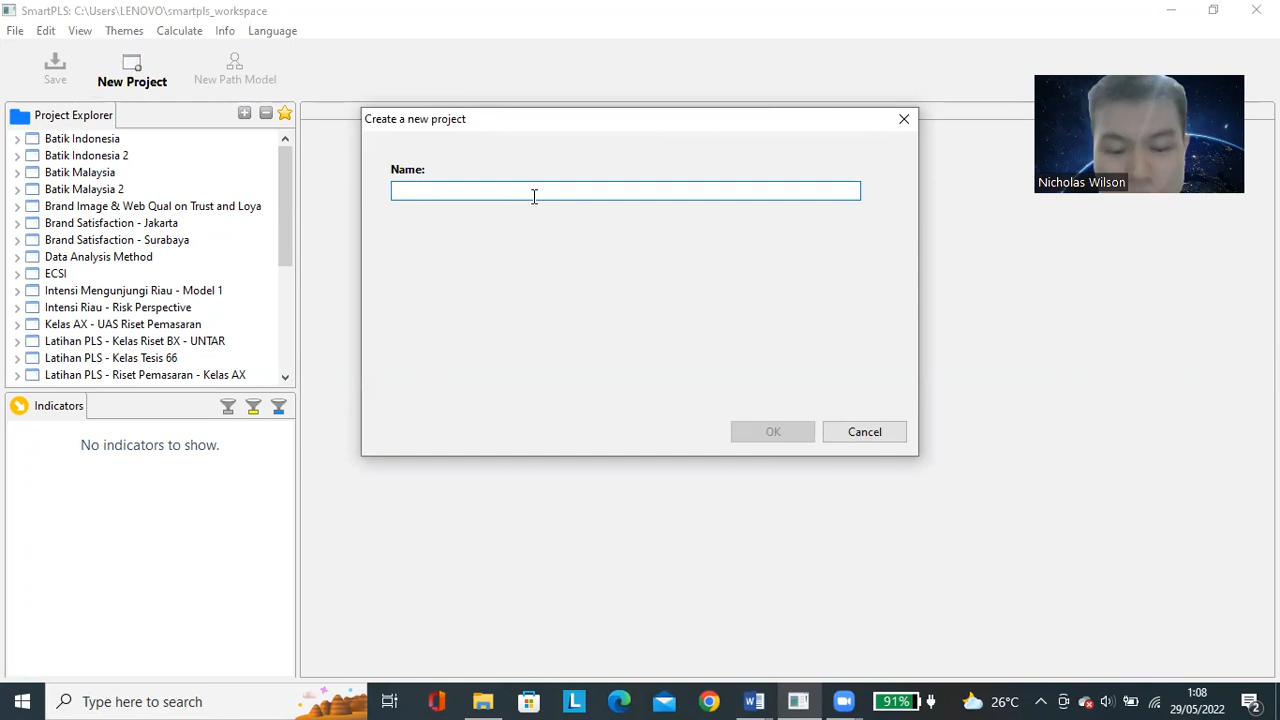 SmartPLS: C:\Users\LENOVO\smartpls_workspace
File Edit View Themes Calculate Info Language
Save
New Project
New Path Model
Project Explorer
Batik Indonesia
Batik Indonesia 2
Batik Malaysia
Batik Malaysia 2
Brand Image & Web Qual on Trust and Loya
Brand Satisfaction - Jakarta
Brand Satisfaction - Surabaya
Data Analysis Method
ECSI
Intensi Mengunjungi Riau - Model 1
Intensi Riau - Risk Perspective
Kelas AX - UAS Riset Pemasaran
Latihan PLS - Kelas Riset BX - UNTAR
Latihan PLS - Kelas Tesis 66
Latihan PLS - Riset Pemasaran - Kelas AX
Indicators
No indicators to show.
Create a new project
Name:
OK
Cancel
Nicholas Wilson
Type here to search
91%
26°C
1:08
29/05/2022
2